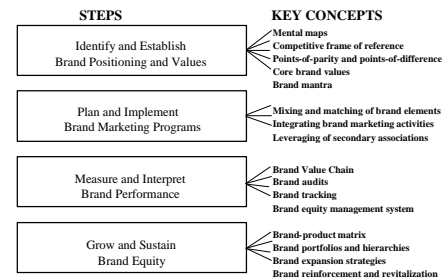 STEPS
KEY CONCEPTS
Identify and Establish
Brand Positioning and Values
Mental maps
Competitive frame of reference
Points-of-parity and points-of-difference
Core brand values
Brand mantra
Plan and Implement
Brand Marketing Programs
Mixing and matching of brand elements
Integrating brand marketing activities
Leveraging of secondary associations
Measure and Interpret
Brand Performance
Brand Value Chain
Brand audits
Brand tracking
Brand equity management system
Grow and Sustain
Brand Equity
Brand-product matrix
Brand portfolios and hierarchies
Brand expansion strategies
Brand reinforcement and revitalization